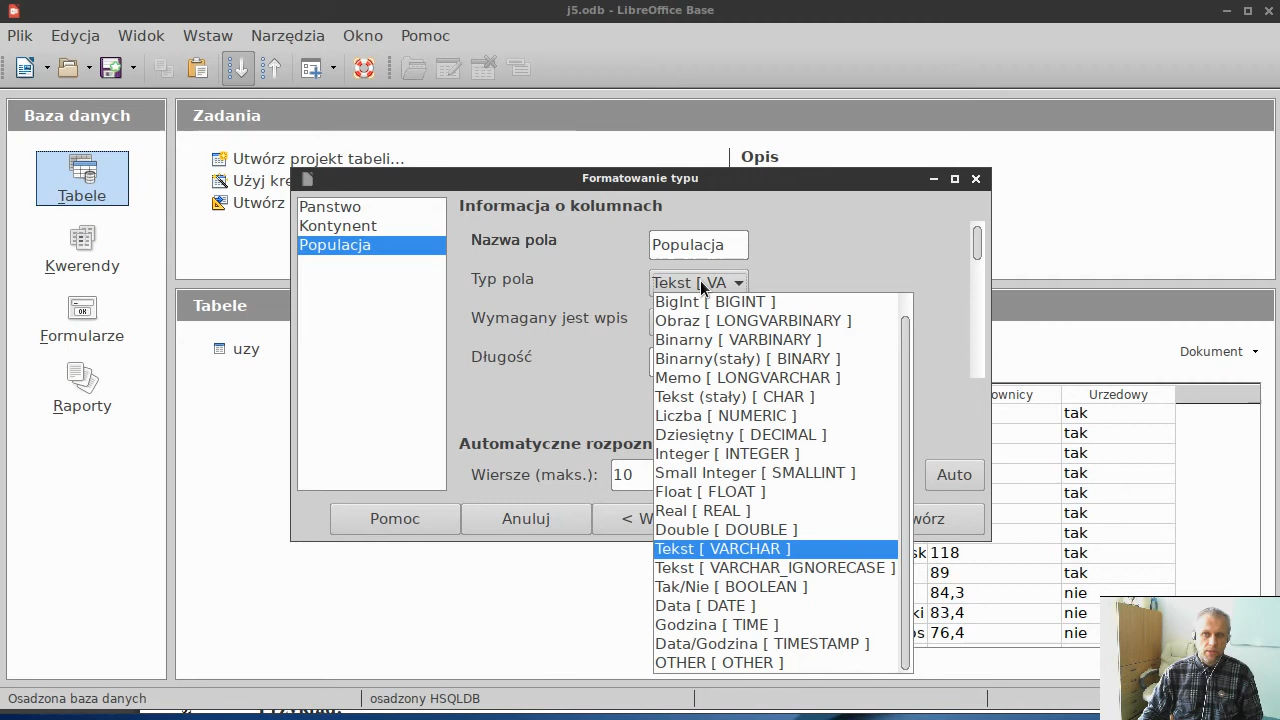 j5.odb - LibreOffice Base
Plik Edycja Widok Wstaw Narzędzia Okno Pomoc
Baza danych
Tabele
Kwerendy
Formularze
Raporty
Zadania
Utwórz projekt tabeli...
Użyj kre
Utwórz
Opis
Tabele
uzy
Dokument
Formatowanie typu
Panstwo
Kontynent
Populacja
Informacja o kolumnach
Nazwa pola Populacja
Typ pola Tekst [ VA
Wymagany jest wpis
Długość
BigInt [ BIGINT ]
Obraz [ LONGVARBINARY ]
Binarny [ VARBINARY ]
Binarny(stały) [ BINARY ]
Memo [ LONGVARCHAR ]
Tekst (stały) [ CHAR ]
Liczba [ NUMERIC ]
Dziesiętny [ DECIMAL ]
Integer [ INTEGER ]
Small Integer [ SMALLINT ]
Float [ FLOAT ]
Real [ REAL ]
Double [ DOUBLE ]
Tekst [ VARCHAR ]
Tekst [ VARCHAR_IGNORECASE ]
Tak/Nie [ BOOLEAN ]
Data [ DATE ]
Godzina [ TIME ]
Data/Godzina [ TIMESTAMP ]
OTHER [ OTHER ]
Automatyczne rozpozn
Wiersze (maks.): 10
Auto
Pomoc Anuluj < W wórz
ownicy Urzedowy
tak
tak
tak
tak
tak
tak
tak
sk 118 tak
89 tak
84,3 nie
ki 83,4 nie
os 76,4 nie
Osadzona baza danych osadzony HSQLDB